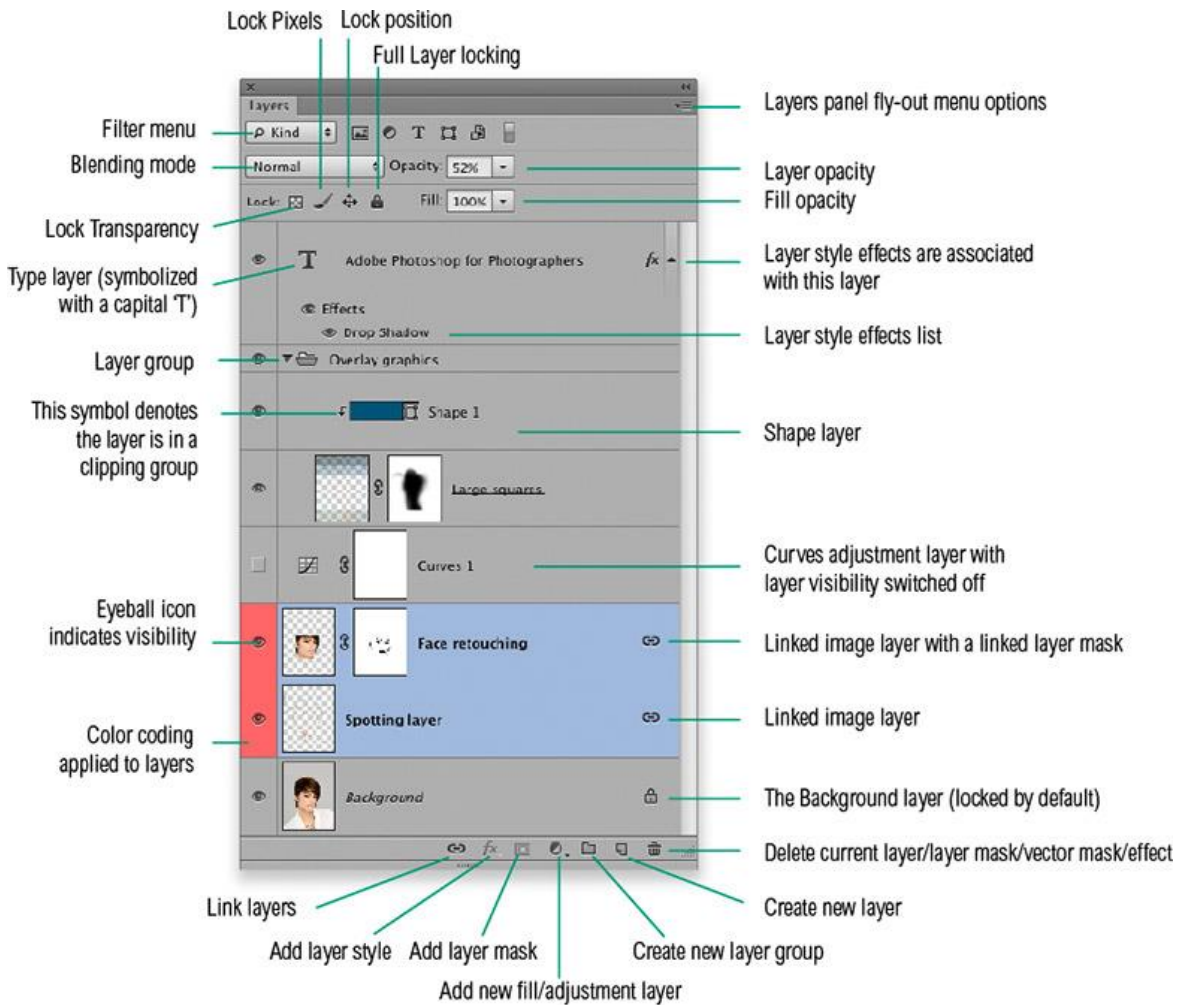 Lock Pixels
Lock position
Full Layer locking
Layers
Layers panel fly-out menu options
Filter menu
Kind
T
Blending mode
Normal
Opacity: 52%
Layer opacity
Lock:
Fill: 100%
Fill opacity
Lock Transparency
Type layer (symbolized
with a capital ‘T’)
T
Adobe Photoshop for Photographers
fx
Layer style effects are associated
with this layer
Effects
Drop Shadow
Layer style effects list
Layer group
Overlay graphics
This symbol denotes
the layer is in a
clipping group
Shape 1
Shape layer
Large squares
Curves 1
Curves adjustment layer with
layer visibility switched off
Eyeball icon
indicates visibility
Face retouching
Linked image layer with a linked layer mask
Spotting layer
Linked image layer
Color coding
applied to layers
Background
The Background layer (locked by default)
fx
Delete current layer/layer mask/vector mask/effect
Link layers
Create new layer
Add layer style
Add layer mask
Create new layer group
Add new fill/adjustment layer